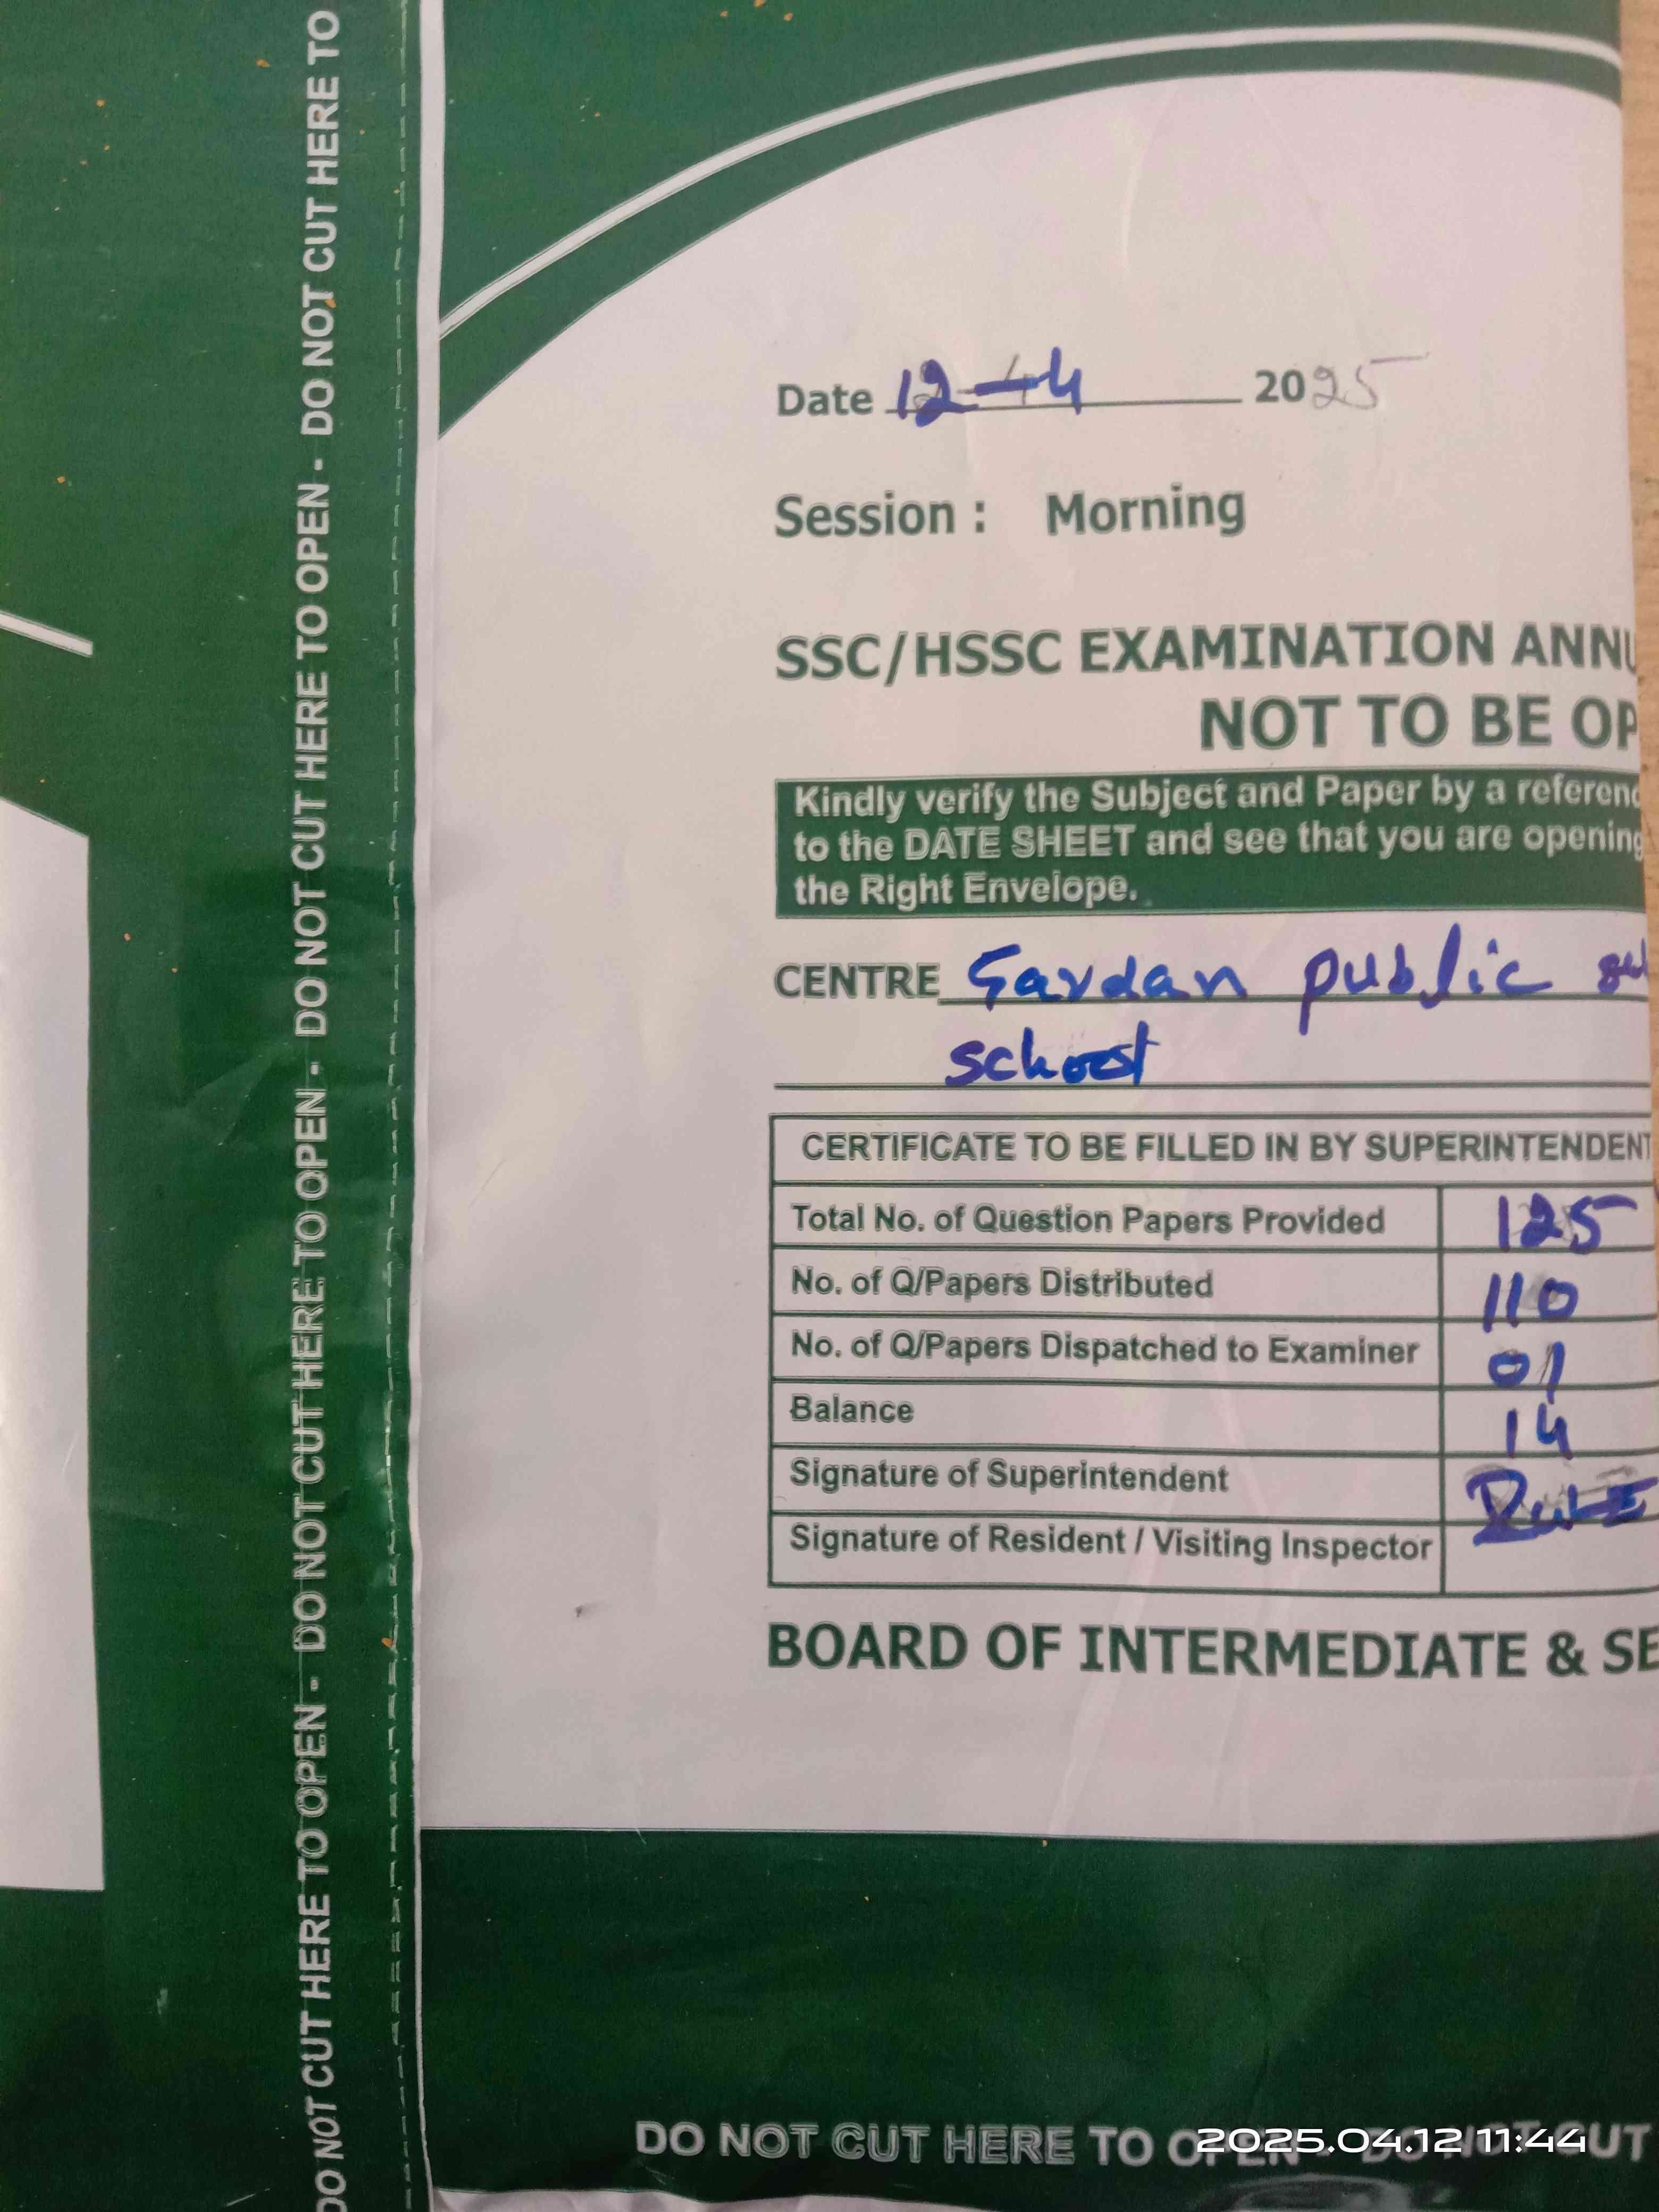 DO NOT CUT HERE TO OPEN - DO NOT CUT HERE TO OPEN - DO NOT CUT HERE TO OPEN - DO NOT CUT HERE TO OPEN - DO NOT CUT HERE TO
Date 12-4 2025
Session : Morning
SSC/HSSC EXAMINATION
NOT TO BE
Kindly verify the Subject and Paper by a
to the DATE SHEET and see that you are opening
the Right Envelope.
CENTRE Gardan public
school
CERTIFICATE TO BE FILLED IN BY SUPERINTENDENT
Total No. of Question Papers Provided 125
No. of Q/Papers Distributed 110
No. of Q/Papers Dispatched to Examiner 01
Balance 14
Signature of Superintendent
Signature of Resident / Visiting Inspector
BOARD OF INTERMEDIATE &
DO NOT CUT HERE TO OPEN - DO NOT CUT
2025.04.12 11:44